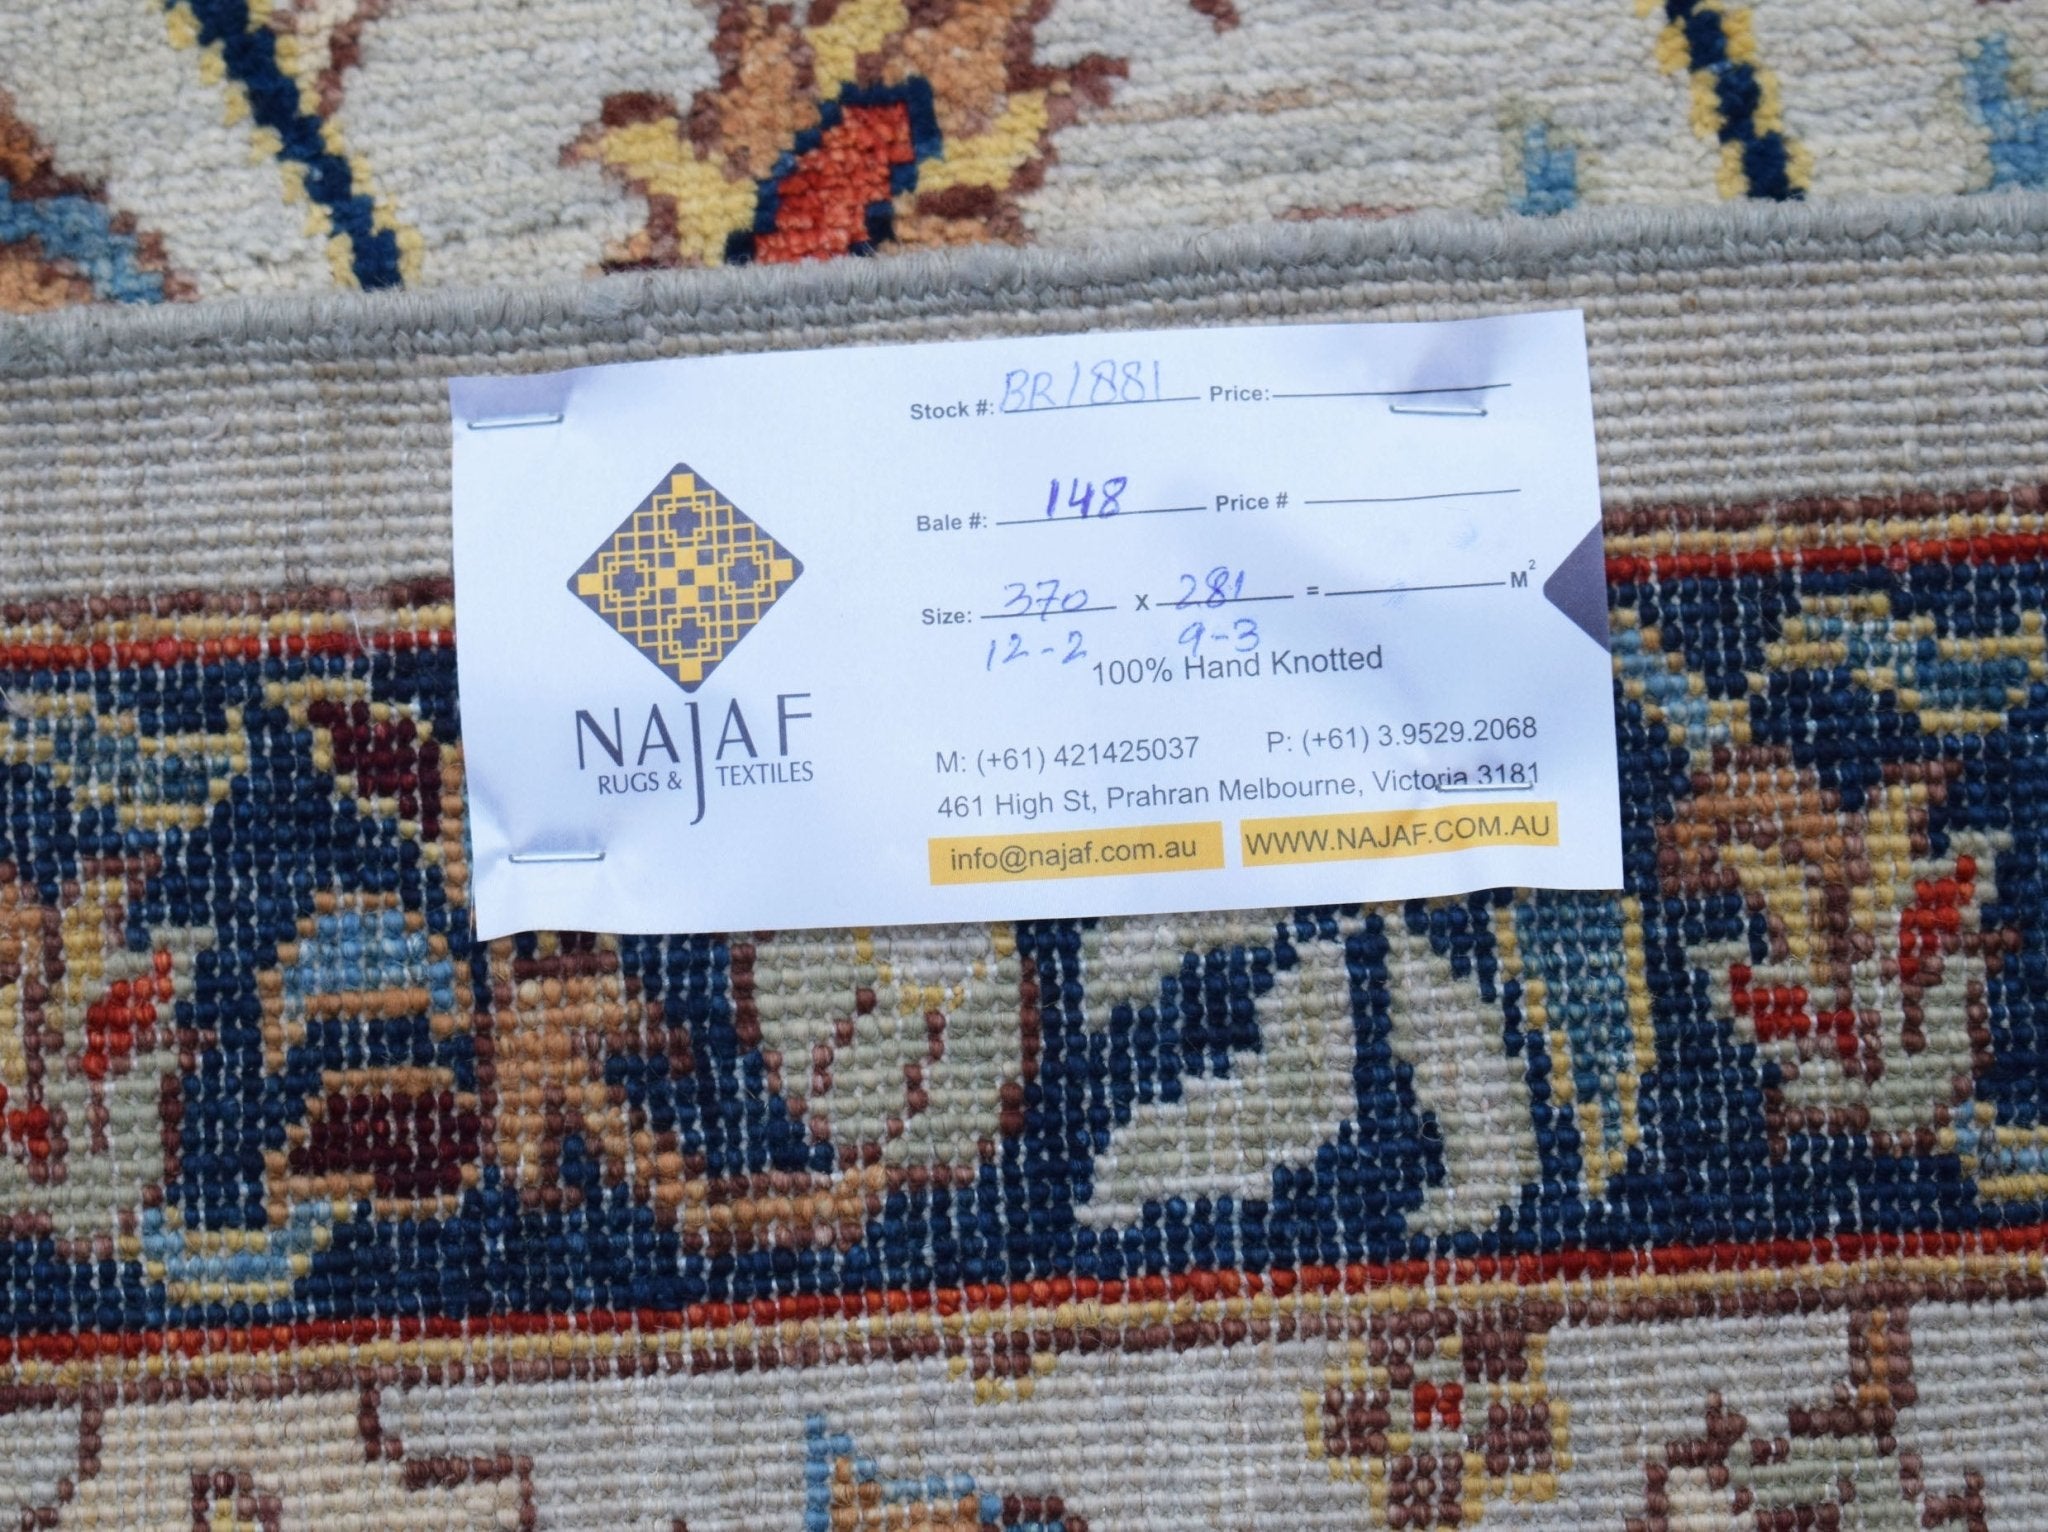 Stock #: BR1881 Price:
Bale #: 148 Price #
Size: 370 x 281 = M²
12-2 9-3
100% Hand Knotted
NAJAF
RUGS & TEXTILES
M: (+61) 421425037 P: (+61) 3.9529.2068
461 High St, Prahran Melbourne, Victoria 3181
info@najaf.com.au WWW.NAJAF.COM.AU